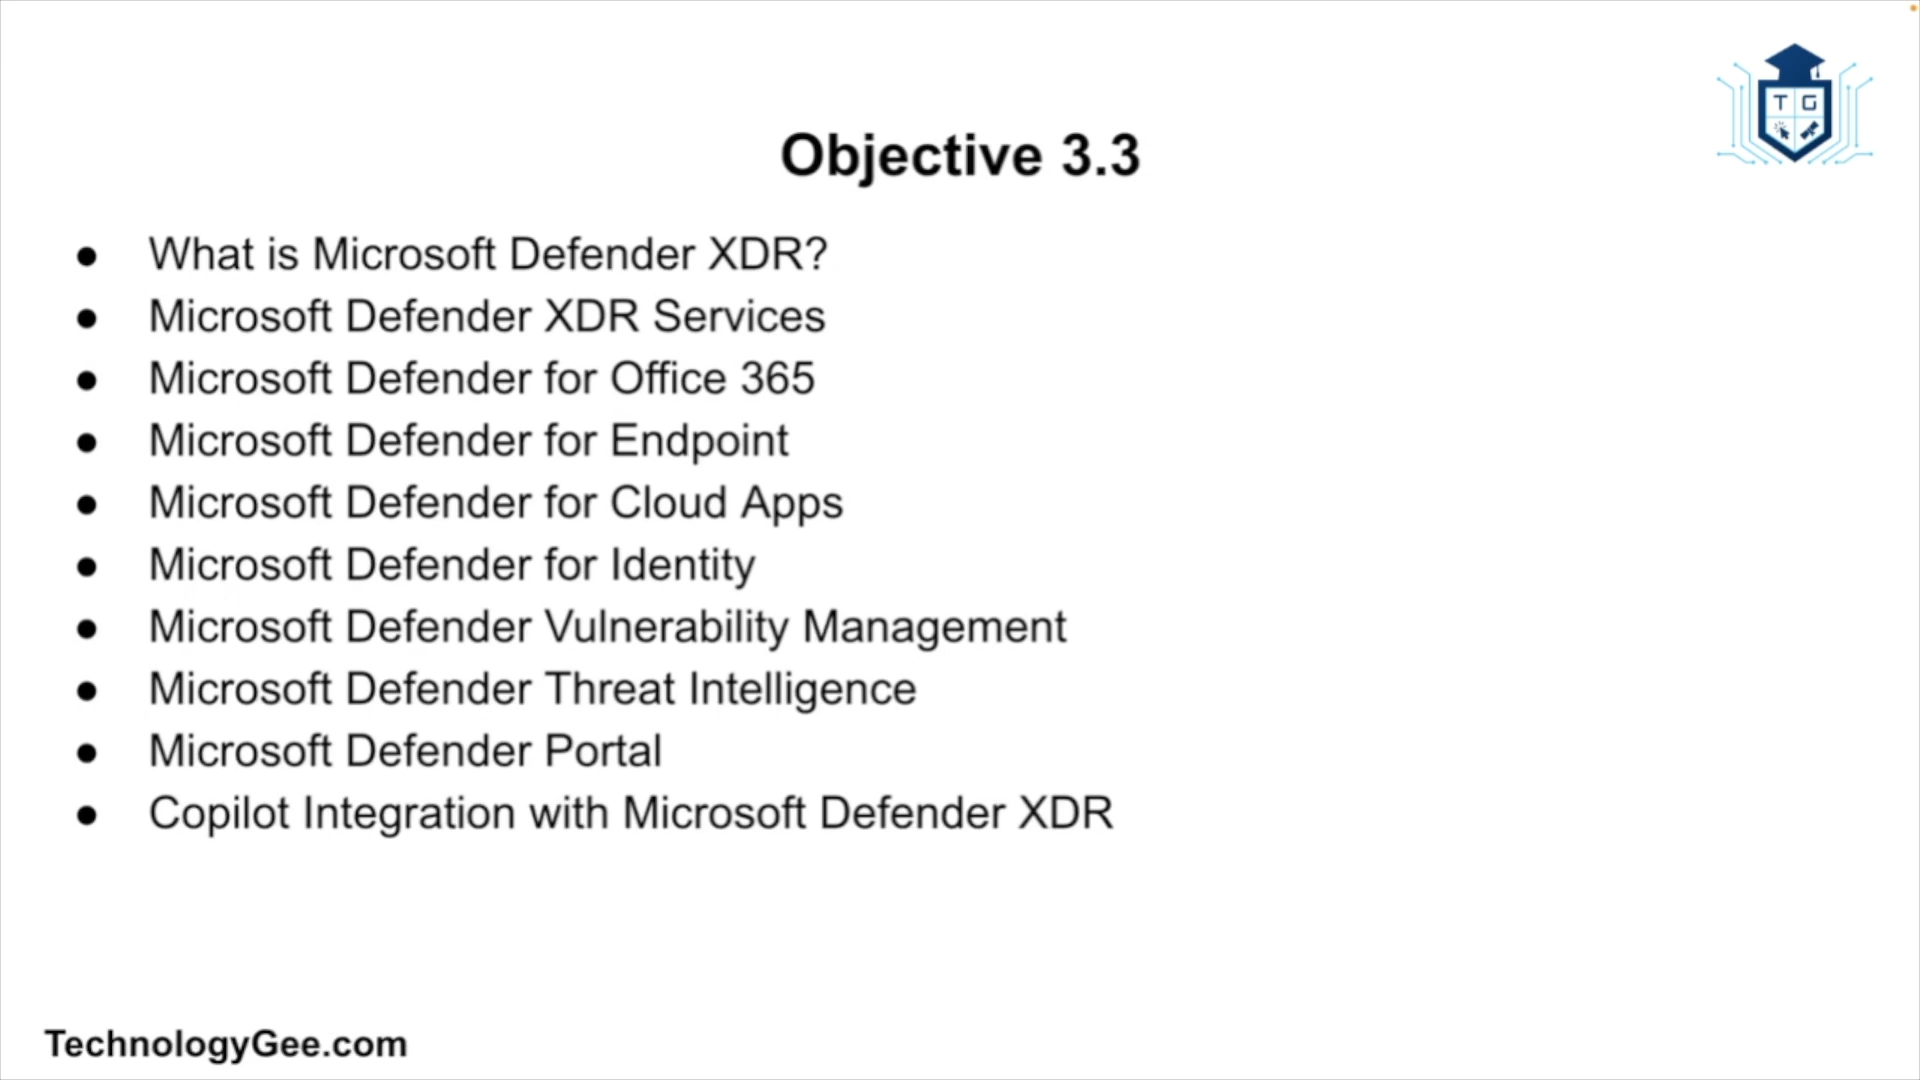 T G
Objective 3.3
● What is Microsoft Defender XDR?
● Microsoft Defender XDR Services
● Microsoft Defender for Office 365
● Microsoft Defender for Endpoint
● Microsoft Defender for Cloud Apps
● Microsoft Defender for Identity
● Microsoft Defender Vulnerability Management
● Microsoft Defender Threat Intelligence
● Microsoft Defender Portal
● Copilot Integration with Microsoft Defender XDR
TechnologyGee.com